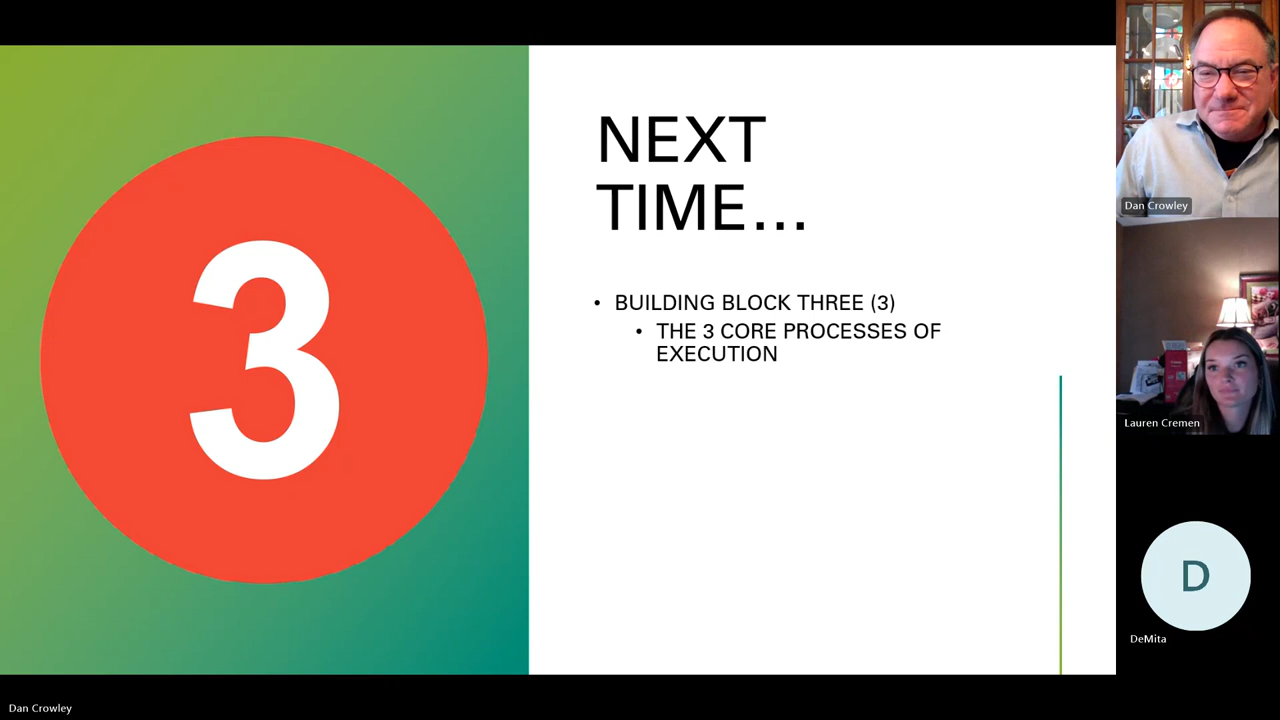 3
NEXT
TIME...
• BUILDING BLOCK THREE (3)
• THE 3 CORE PROCESSES OF
EXECUTION
Dan Crowley
Lauren Cremen
D
DeMita
Dan Crowley